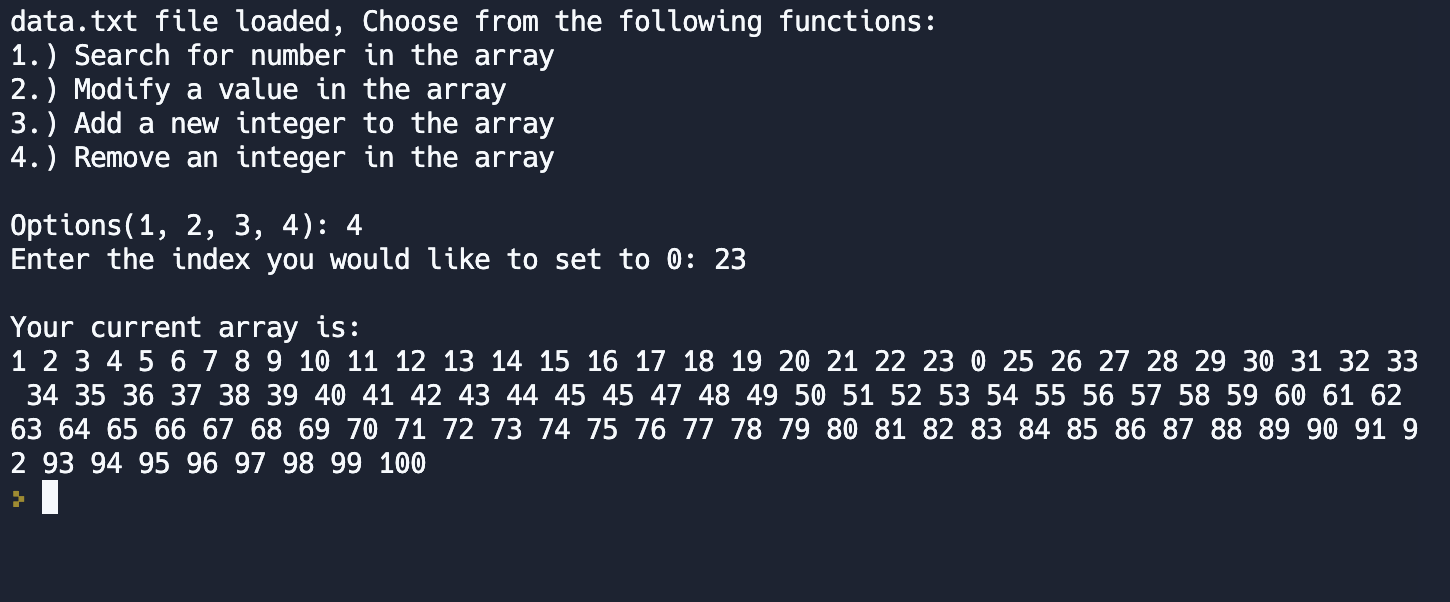 data.txt file loaded, Choose from the following functions:
1.) Search for number in the array
2.) Modify a value in the array
3.) Add a new integer to the array
4.) Remove an integer in the array
Options(1, 2, 3, 4): 4
Enter the index you would like to set to 0: 23
Your current array is:
1 2 3 4 5 6 7 8 9 10 11 12 13 14 15 16 17 18 19 20 21 22 23 0 25 26 27 28 29 30 31 32 33
34 35 36 37 38 39 40 41 42 43 44 45 45 47 48 49 50 51 52 53 54 55 56 57 58 59 60 61 62
63 64 65 66 67 68 69 70 71 72 73 74 75 76 77 78 79 80 81 82 83 84 85 86 87 88 89 90 91 9
2 93 94 95 96 97 98 99 100